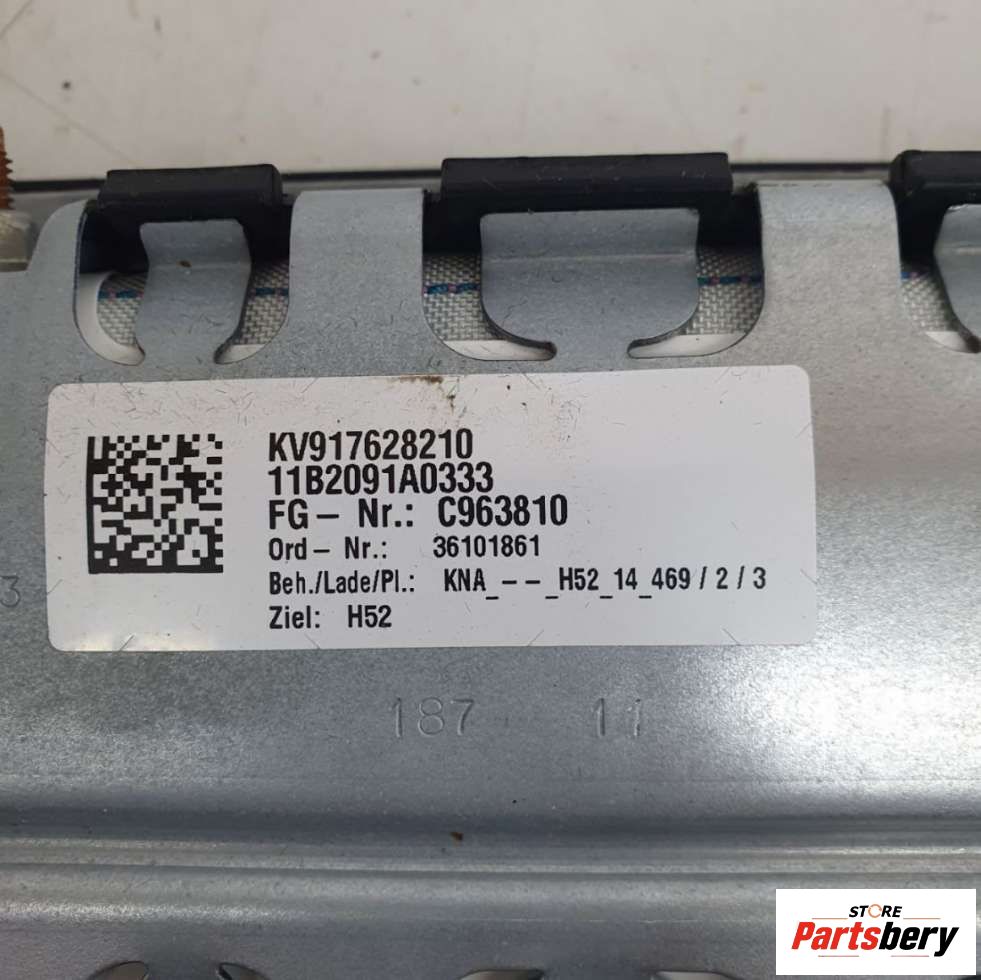 KV917628210
11B2091A0333
FG- Nr.: C963810
Ord- Nr.: 36101861
Beh./Lade/Pl.: KNA_--_H52_14_469/2/3
Ziel: H52
3
187 11
STORE
Partsbery